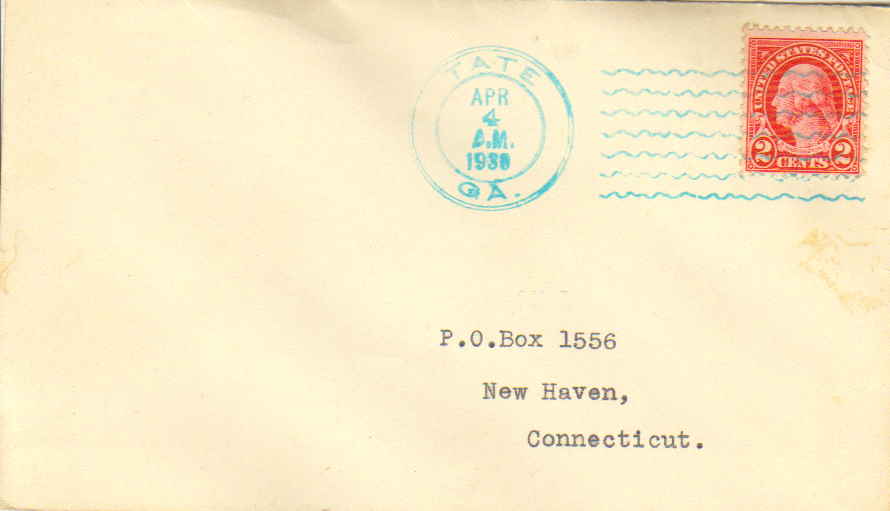 TATE
APR
4
A.M.
1930
GA.
UNITED STATES POSTAGE
2 CENTS 2
P.O.Box 1556
New Haven,
Connecticut.